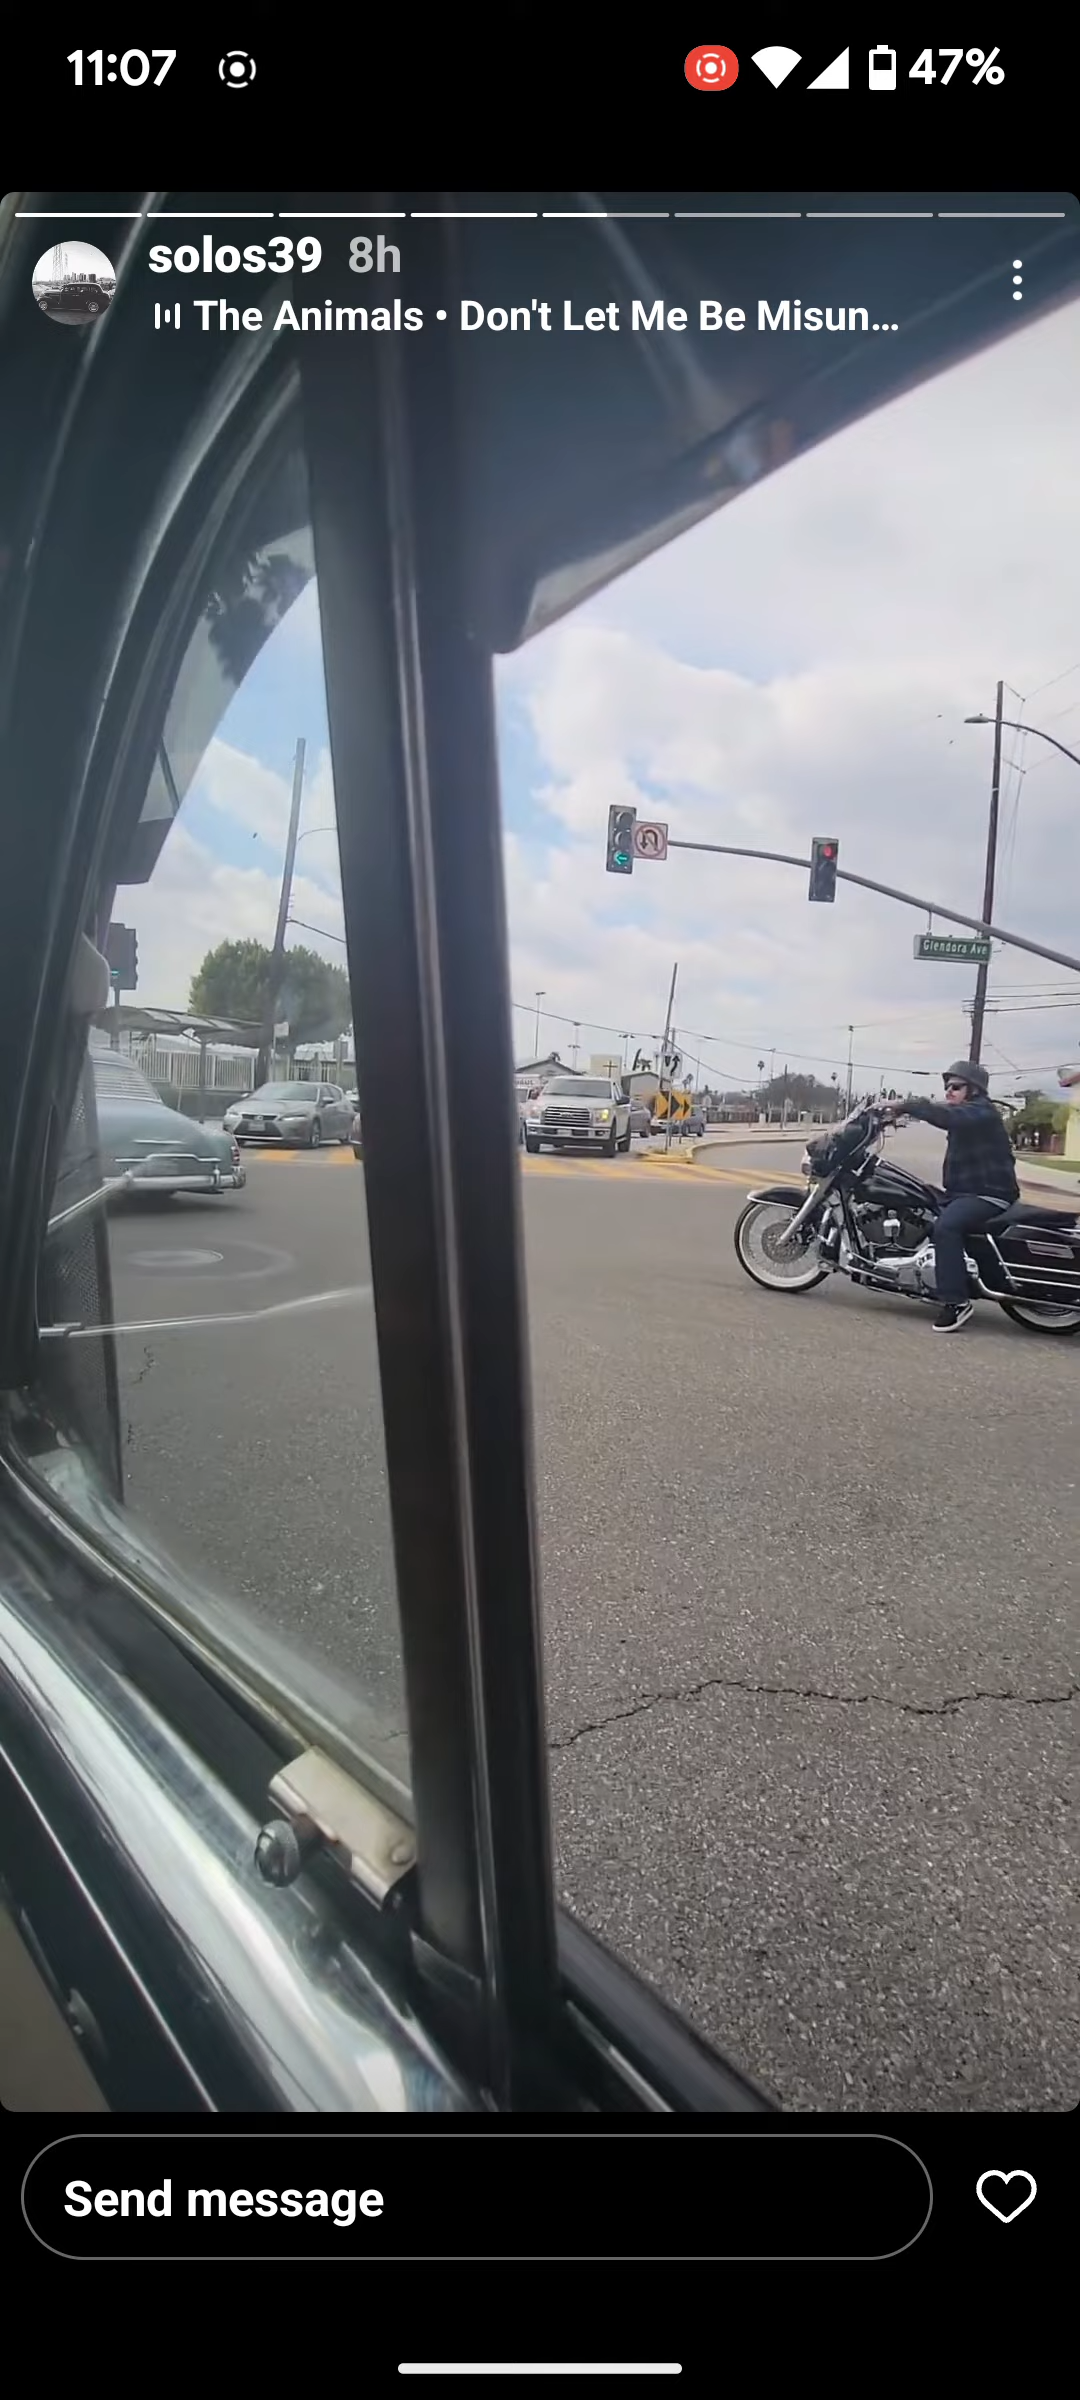 11:07
47%
solos39 8h
The Animals • Don't Let Me Be Misun...
Glendora Ave
Send message